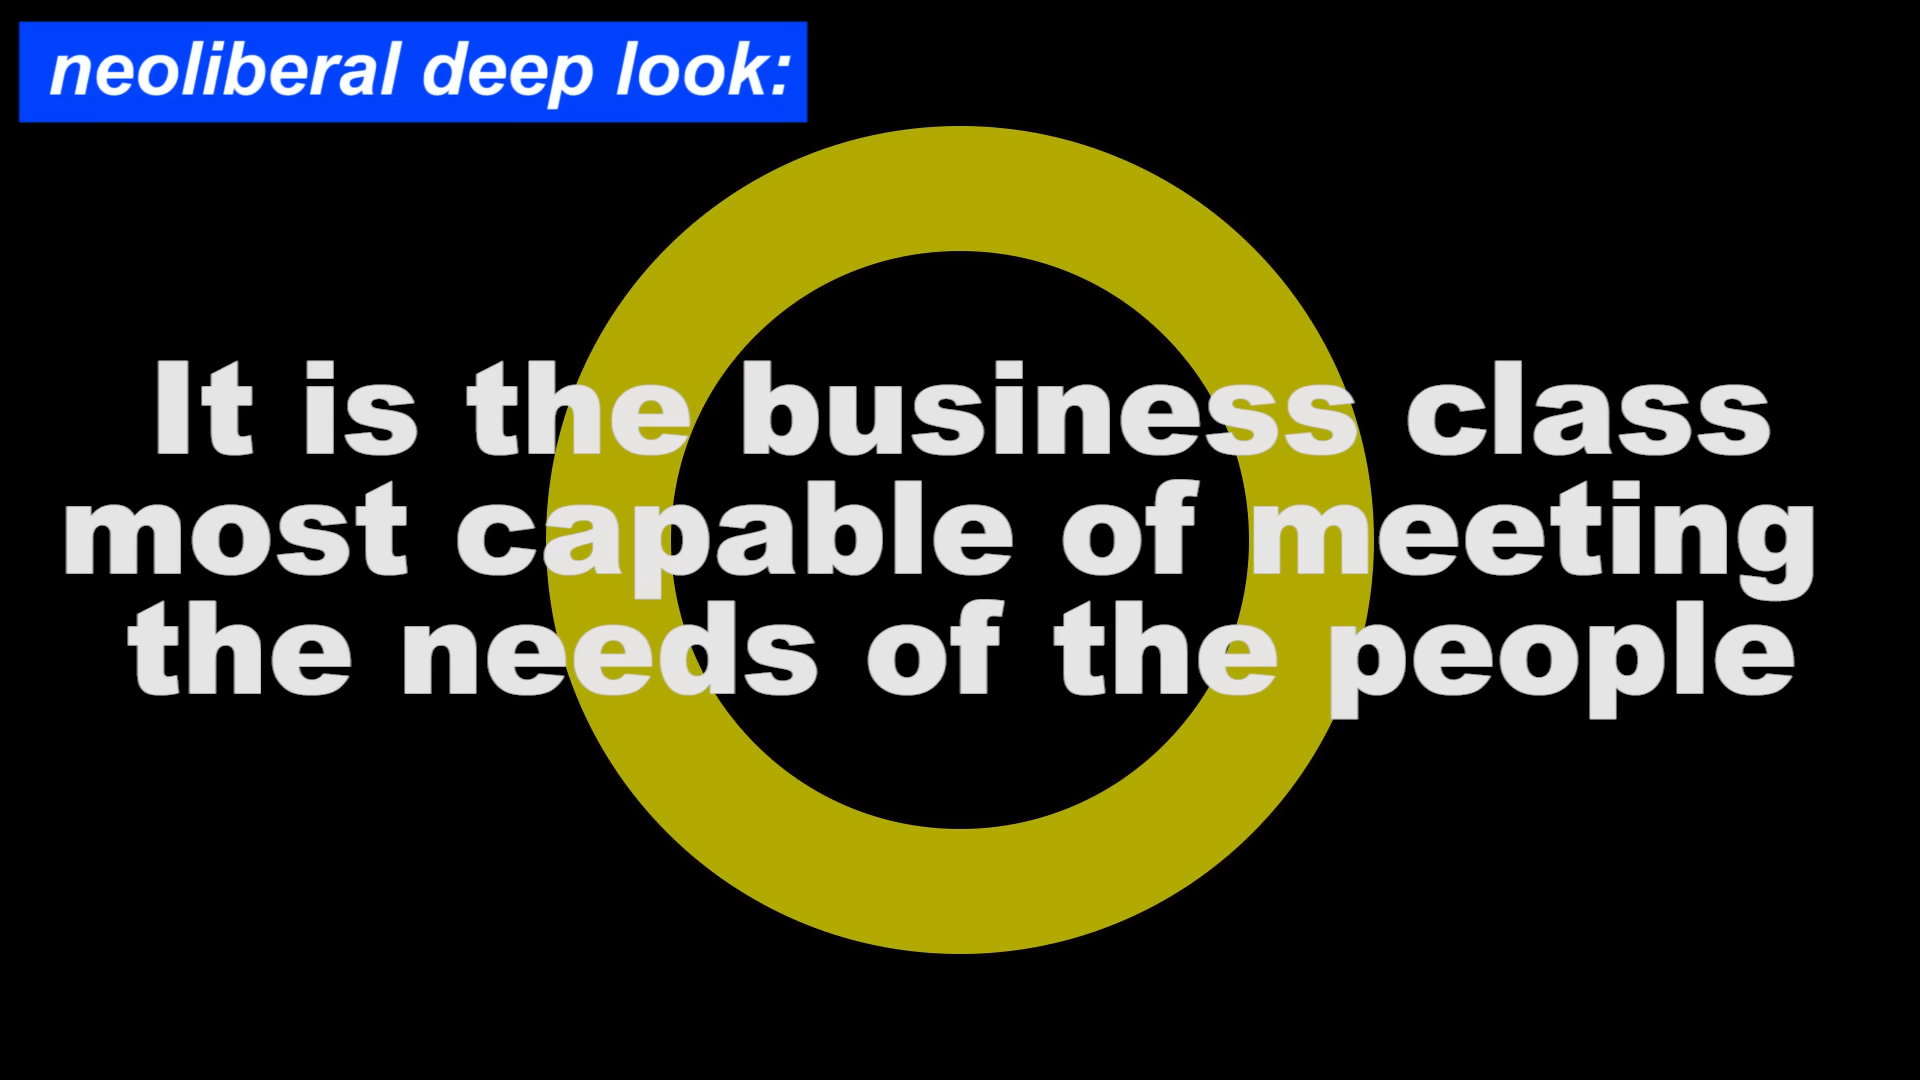 neoliberal deep look:
It is the business class
most capable of meeting
the needs of the people